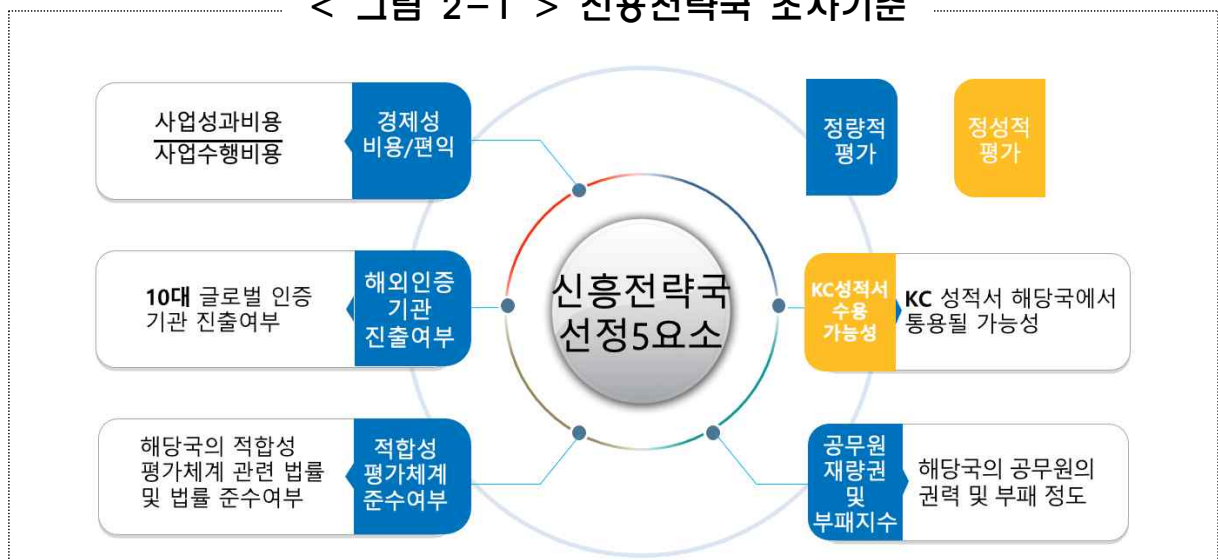 < 그림 2-1 > 신흥전략국 조사기준
사업성과비용
사업수행비용
경제성
비용/편익
정량적
평가
정성적
평가
10대 글로벌 인증
기관 진출여부
해외인증
기관
진출여부
신흥전략국
선정5요소
KC성적서
수용
가능성
KC 성적서 해당국에서
통용될 가능성
해당국의 적합성
평가체계 관련 법률
및 법률 준수여부
적합성
평가체계
준수여부
공무원
재량권
및
부패지수
해당국의 공무원의
권력 및 부패 정도